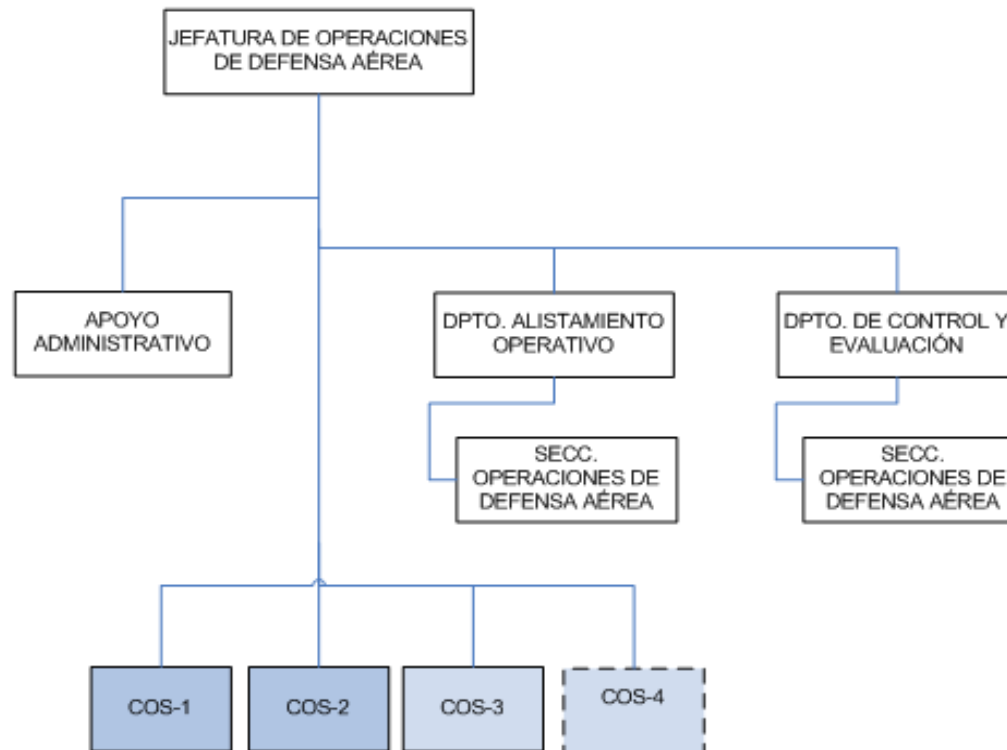 JEFATURA DE OPERACIONES
DE DEFENSA AÉREA
APOYO
ADMINISTRATIVO
DPTO. ALISTAMIENTO
OPERATIVO
DPTO. DE CONTROL Y
EVALUACIÓN
SECC.
OPERACIONES DE
DEFENSA AÉREA
SECC.
OPERACIONES DE
DEFENSA AÉREA
COS-1
COS-2
COS-3
COS-4